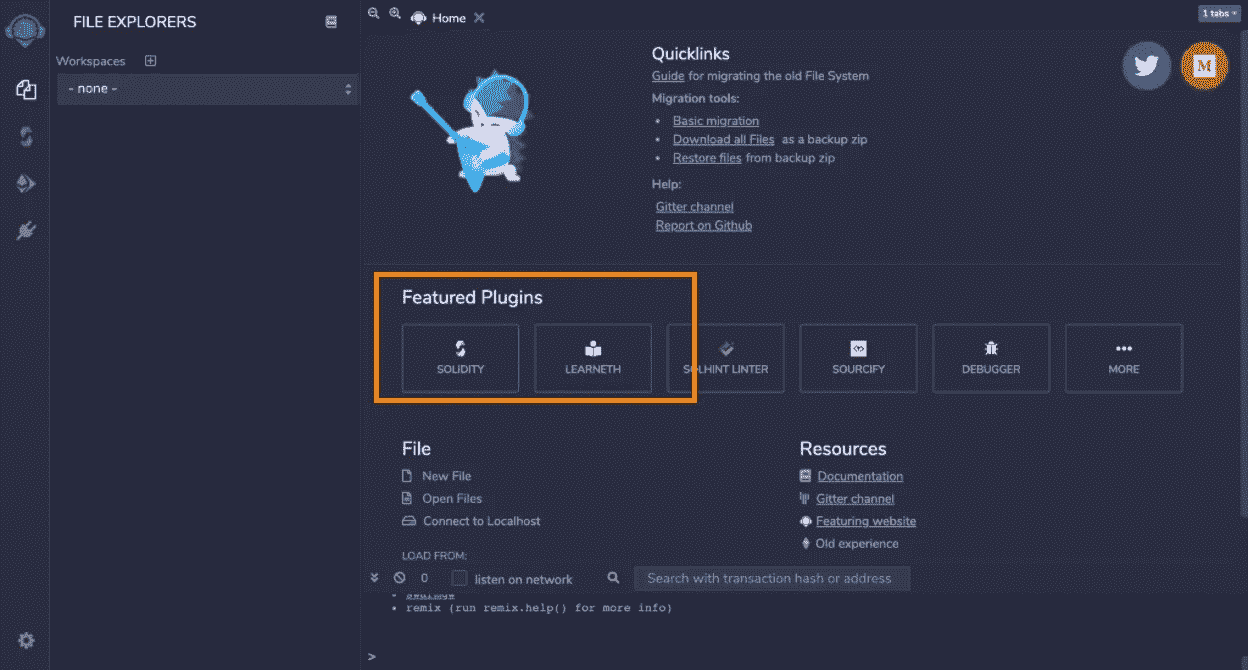 FILE EXPLORERS
Workspaces
- none -
Home
1 tabs
Quicklinks
Guide for migrating the old File System
Migration tools:
Basic migration
Download all Files as a backup zip
Restore files from backup zip
Help:
Gitter channel
Report on Github
M
Featured Plugins
SOLIDITY
LEARNETH
SOLHINT LINTER
SOURCIFY
DEBUGGER
MORE
File
New File
Open Files
Connect to Localhost
LOAD FROM:
Resources
Documentation
Gitter channel
Featuring website
Old experience
0 listen on network Search with transaction hash or address
remix (run remix.help() for more info)
>